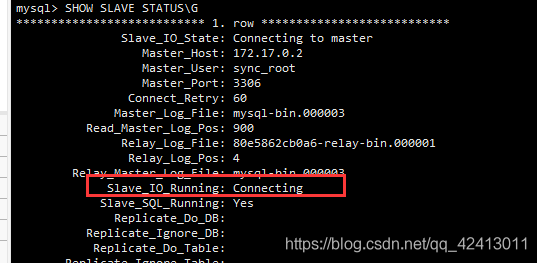 mysql> SHOW SLAVE STATUS\G
*************************** 1. row ***************************
Slave_IO_State: Connecting to master
Master_Host: 172.17.0.2
Master_User: sync_root
Master_Port: 3306
Connect_Retry: 60
Master_Log_File: mysql-bin.000003
Read_Master_Log_Pos: 900
Relay_Log_File: 80e5862cb0a6-relay-bin.000001
Relay_Log_Pos: 4
Relay_Master_Log_File: mysql-bin.000003
Slave_IO_Running: Connecting
Slave_SQL_Running: Yes
Replicate_Do_DB:
Replicate_Ignore_DB:
Replicate_Do_Table:
Replicate_Ignore_Table:
https://blog.csdn.net/qq_42413011